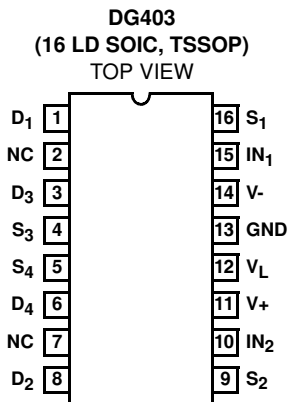 DG403
(16 LD SOIC, TSSOP)
TOP VIEW
D1 1 16 S1
NC 2 15 IN1
D3 3 14 V-
S3 4 13 GND
S4 5 12 VL
D4 6 11 V+
NC 7 10 IN2
D2 8 9 S2